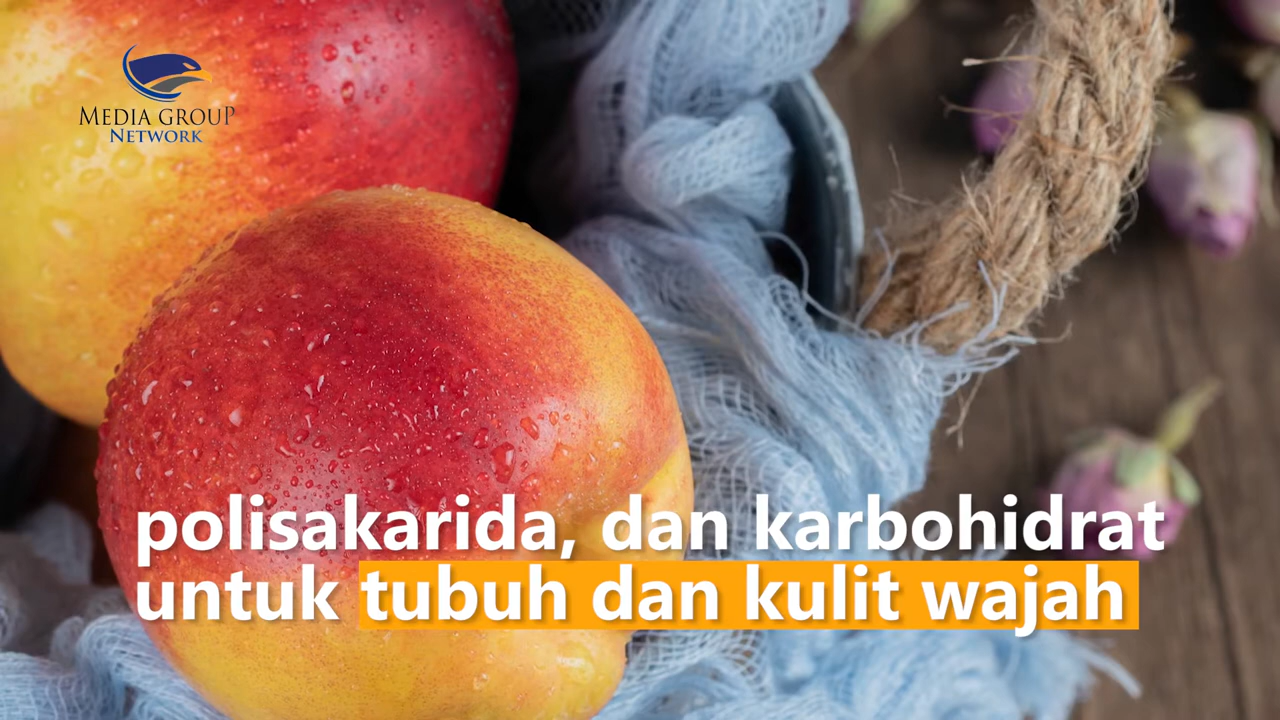 MEDIA GROUP
NETWORK
polisakarida, dan karbohidrat
untuk tubuh dan kulit wajah